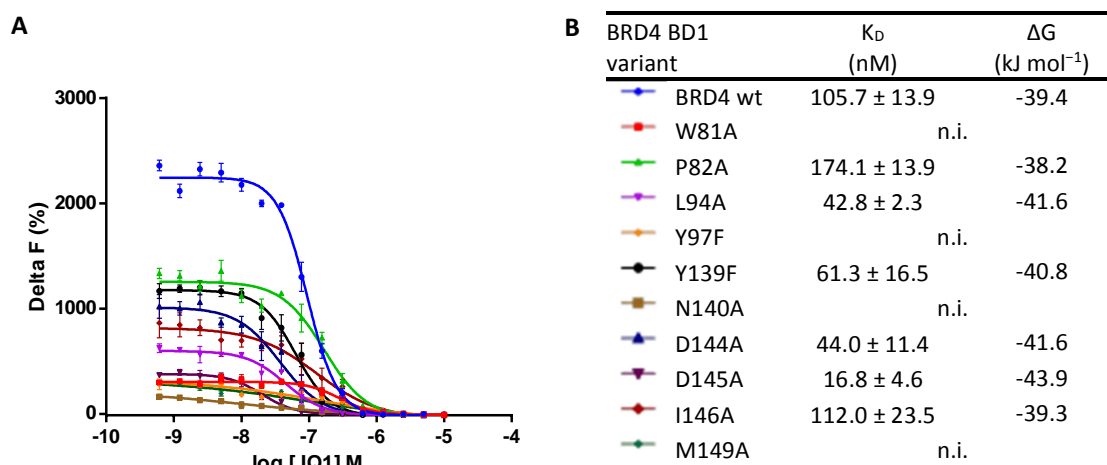 A
3000
2000
1000
0
Delta F (%)
-10 -9 -8 -7 -6 -5 -4
log [JQ1] M
B BRD4 BD1 variant K_D (nM) ΔG (kJ mol⁻¹)
BRD4 wt 105.7 ± 13.9 -39.4
W81A n.i.
P82A 174.1 ± 13.9 -38.2
L94A 42.8 ± 2.3 -41.6
Y97F n.i.
Y139F 61.3 ± 16.5 -40.8
N140A n.i.
D144A 44.0 ± 11.4 -41.6
D145A 16.8 ± 4.6 -43.9
I146A 112.0 ± 23.5 -39.3
M149A n.i.